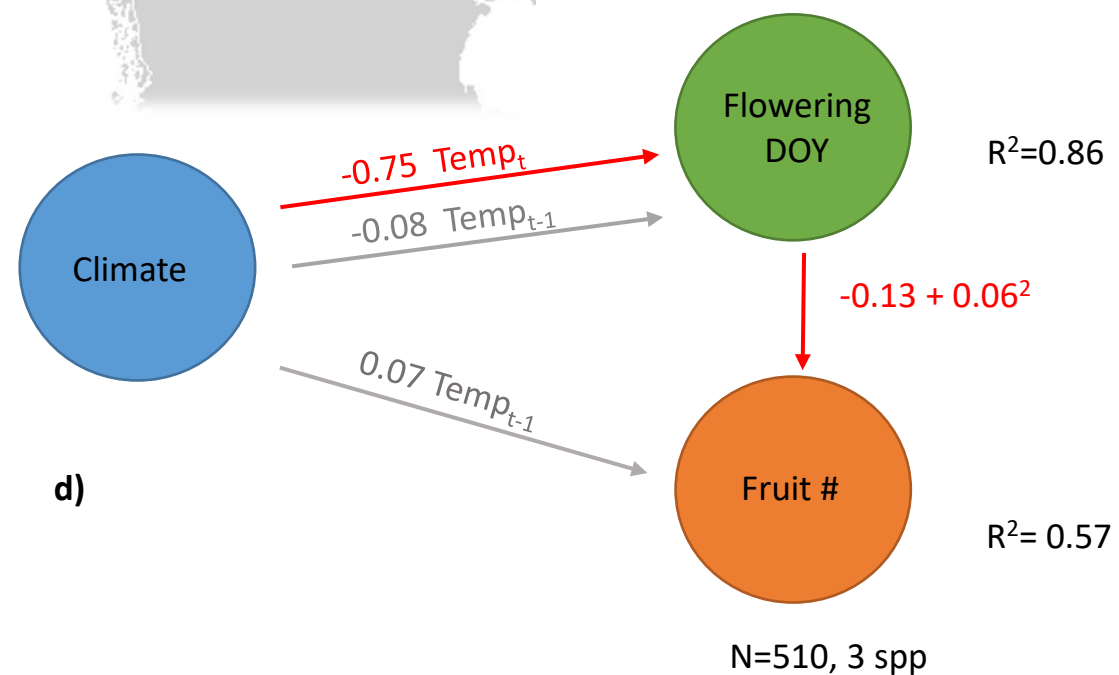 Flowering
DOY
R²=0.86
-0.75 Tempₜ
-0.08 Tempₜ₋₁
Climate
-0.13 + 0.06²
0.07 Tempₜ₋₁
d)
Fruit #
R²= 0.57
N=510, 3 spp